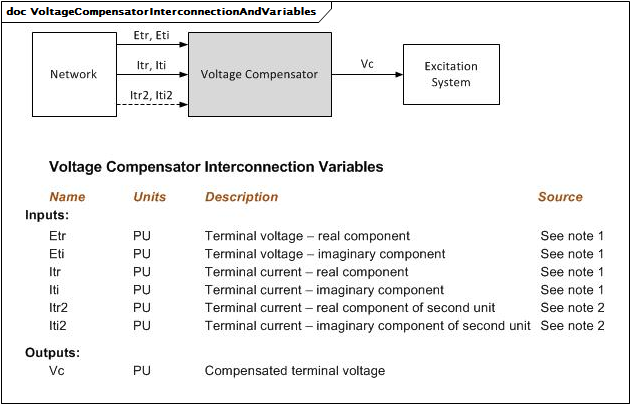 doc VoltageCompensatorInterconnectionAndVariables
Etr, Eti
Network
Itr, Iti
Voltage Compensator
Vc
Excitation
System
Itr2, Iti2
Voltage Compensator Interconnection Variables
Name Units Description Source
Inputs:
Etr PU Terminal voltage – real component See note 1
Eti PU Terminal voltage – imaginary component See note 1
Itr PU Terminal current – real component See note 1
Iti PU Terminal current – imaginary component See note 1
Itr2 PU Terminal current – real component of second unit See note 2
Iti2 PU Terminal current – imaginary component of second unit See note 2
Outputs:
Vc PU Compensated terminal voltage